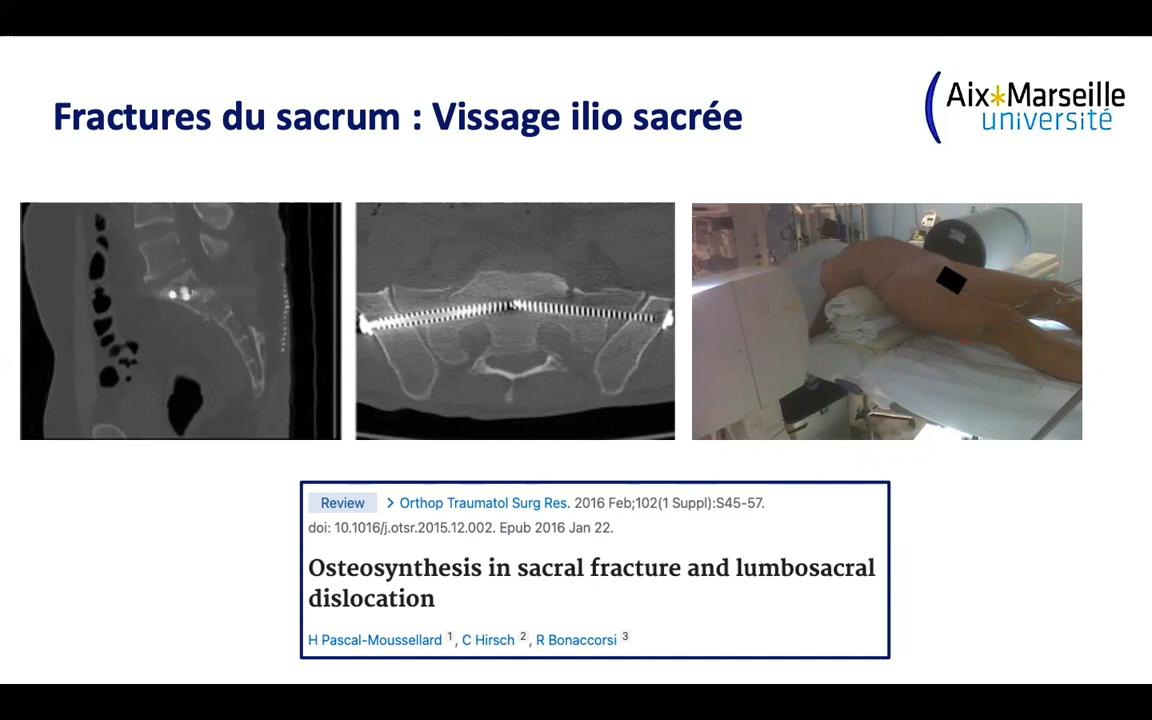 Fractures du sacrum : Vissage ilio sacrée
Aix*Marseille
université
Review > Orthop Traumatol Surg Res. 2016 Feb;102(1 Suppl):S45-57.
doi: 10.1016/j.otsr.2015.12.002. Epub 2016 Jan 22.
Osteosynthesis in sacral fracture and lumbosacral
dislocation
H Pascal-Moussellard 1, C Hirsch 2, R Bonaccorsi 3